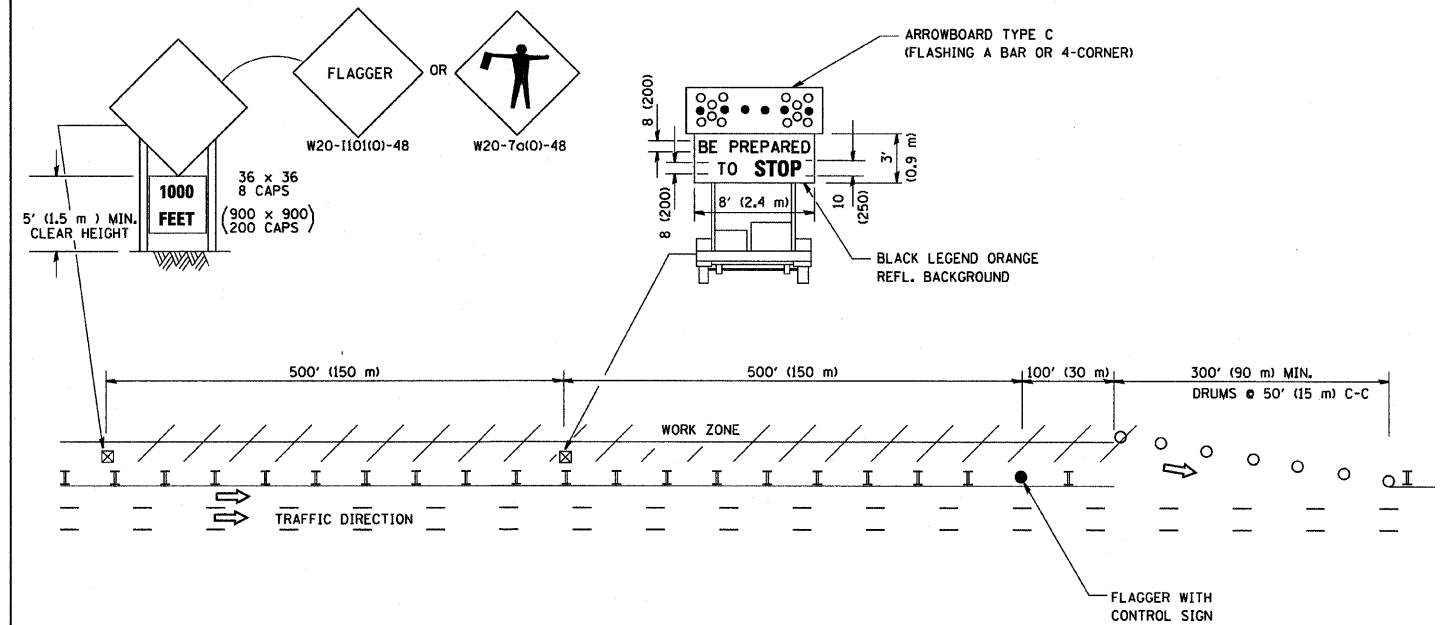 FLAGGER
OR
W20-I101(O)-48
W20-7a(O)-48
1000
FEET
36 x 36
8 CAPS
(900 x 900)
200 CAPS
5' (1.5 m ) MIN.
CLEAR HEIGHT
ARROWBOARD TYPE C
(FLASHING A BAR OR 4-CORNER)
8 (200)
BE PREPARED
TO STOP
3'
(0.9 m)
8 (200)
8' (2.4 m)
10
(250)
BLACK LEGEND ORANGE
REFL. BACKGROUND
500' (150 m)
500' (150 m)
100' (30 m)
300' (90 m) MIN.
DRUMS @ 50' (15 m) C-C
WORK ZONE
TRAFFIC DIRECTION
FLAGGER WITH
CONTROL SIGN